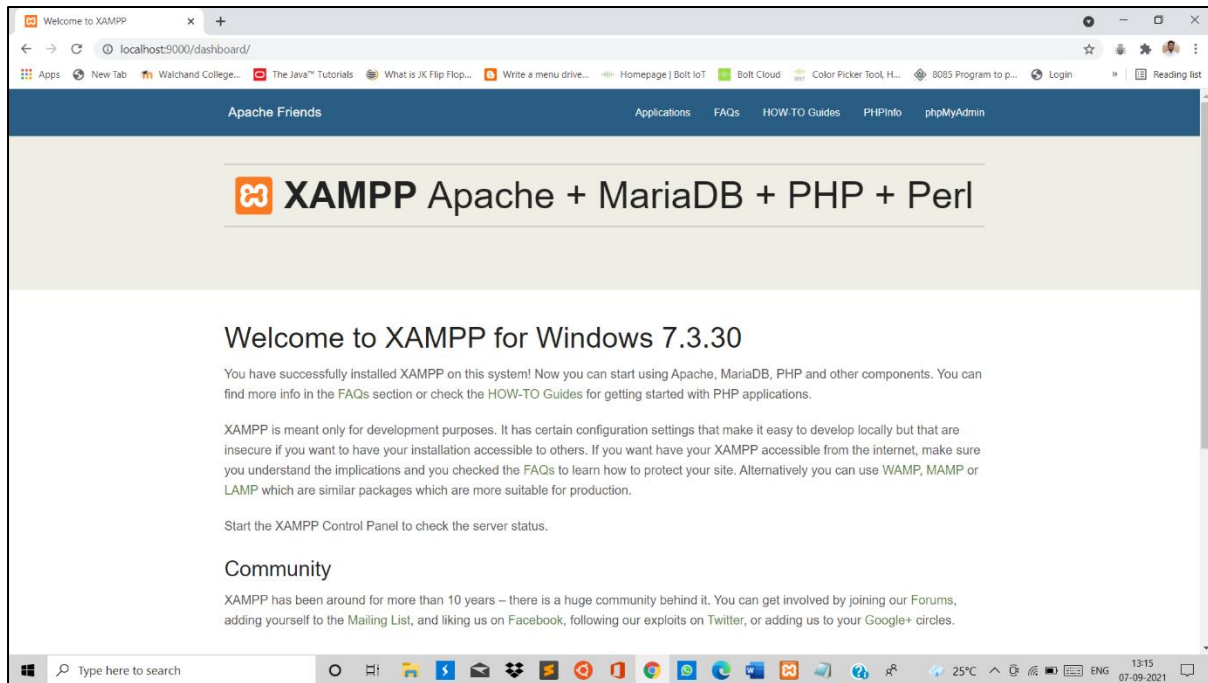 Welcome to XAMPP
localhost:9000/dashboard/
Apps New Tab Walchand College... The Java™ Tutorials What is JK Flip Flop... Write a menu drive... Homepage | Bolt IoT Bolt Cloud Color Picker Tool, H... 8085 Program to p... Login » Reading list
Apache Friends Applications FAQs HOW-TO Guides PHPInfo phpMyAdmin
XAMPP Apache + MariaDB + PHP + Perl
Welcome to XAMPP for Windows 7.3.30
You have successfully installed XAMPP on this system! Now you can start using Apache, MariaDB, PHP and other components. You can
find more info in the FAQs section or check the HOW-TO Guides for getting started with PHP applications.
XAMPP is meant only for development purposes. It has certain configuration settings that make it easy to develop locally but that are
insecure if you want to have your installation accessible to others. If you want have your XAMPP accessible from the internet, make sure
you understand the implications and you checked the FAQs to learn how to protect your site. Alternatively you can use WAMP, MAMP or
LAMP which are similar packages which are more suitable for production.
Start the XAMPP Control Panel to check the server status.
Community
XAMPP has been around for more than 10 years – there is a huge community behind it. You can get involved by joining our Forums,
adding yourself to the Mailing List, and liking us on Facebook, following our exploits on Twitter, or adding us to your Google+ circles.
Type here to search 25°C ENG 13:15
07-09-2021